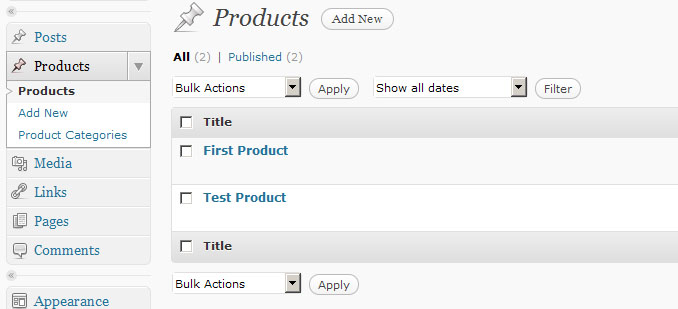 Posts
Products
Products
Add New
Product Categories
Media
Links
Pages
Comments
Appearance
Products Add New
All (2) | Published (2)
Bulk Actions Apply Show all dates Filter
Title
First Product
Test Product
Title
Bulk Actions Apply